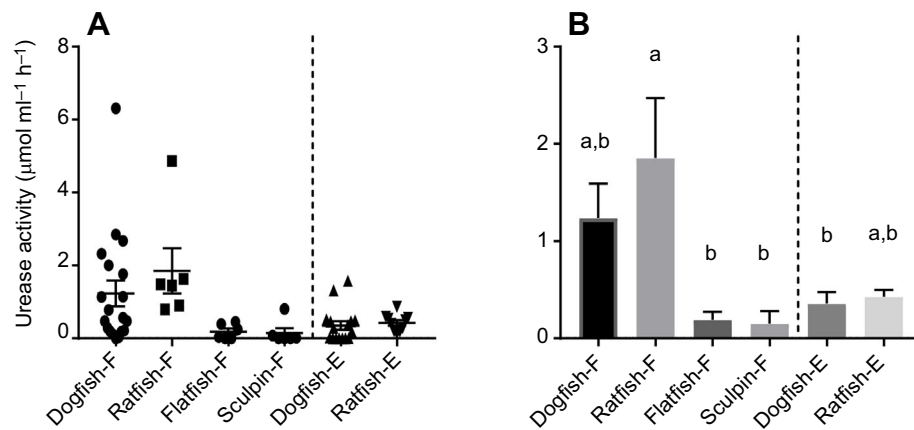 A
Urease activity (μmol ml⁻¹ h⁻¹)
8
6
4
2
0
Dogfish-F
Ratfish-F
Flatfish-F
Sculpin-F
Dogfish-E
Ratfish-E
B
3
2
1
0
a,b
a
b
b
b
a,b
Dogfish-F
Ratfish-F
Flatfish-F
Sculpin-F
Dogfish-E
Ratfish-E